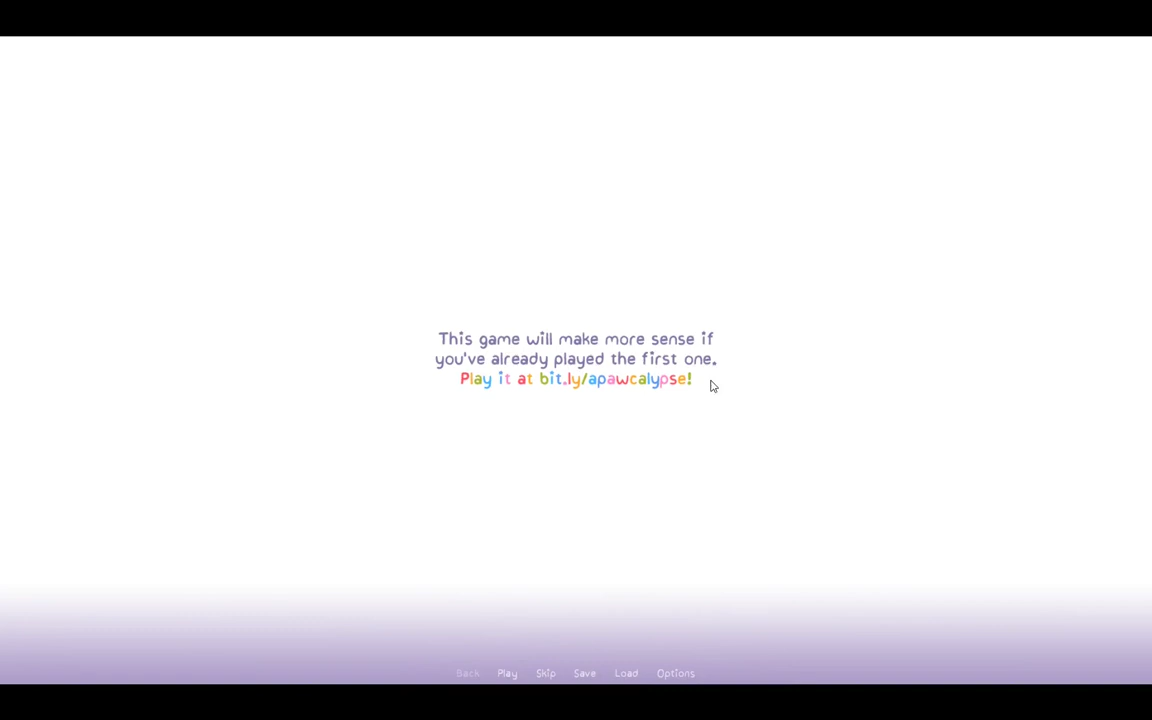 This game will make more sense if
you've already played the first one.
Play it at bit.ly/apawcalypse!
Back Play Skip Save Load Options